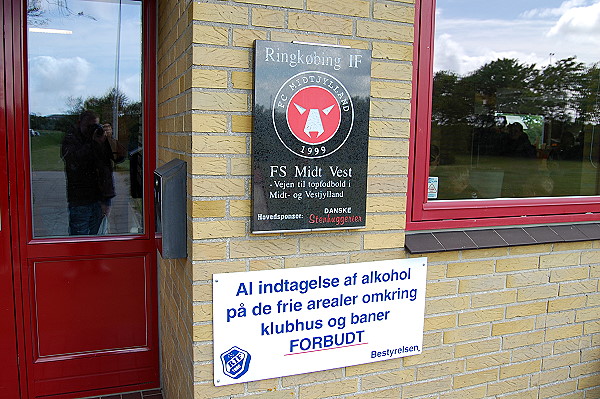 Ringkøbing IF
FC MIDTJYLLAND
1999
FS Midt Vest
- Vejen til topfodbold i
Midt- og Vestjylland
Hovedsponsor: DANSKE
Stenhuggerier
Al indtagelse af alkohol
på de frie arealer omkring
klubhus og baner
FORBUDT
Bestyrelsen.